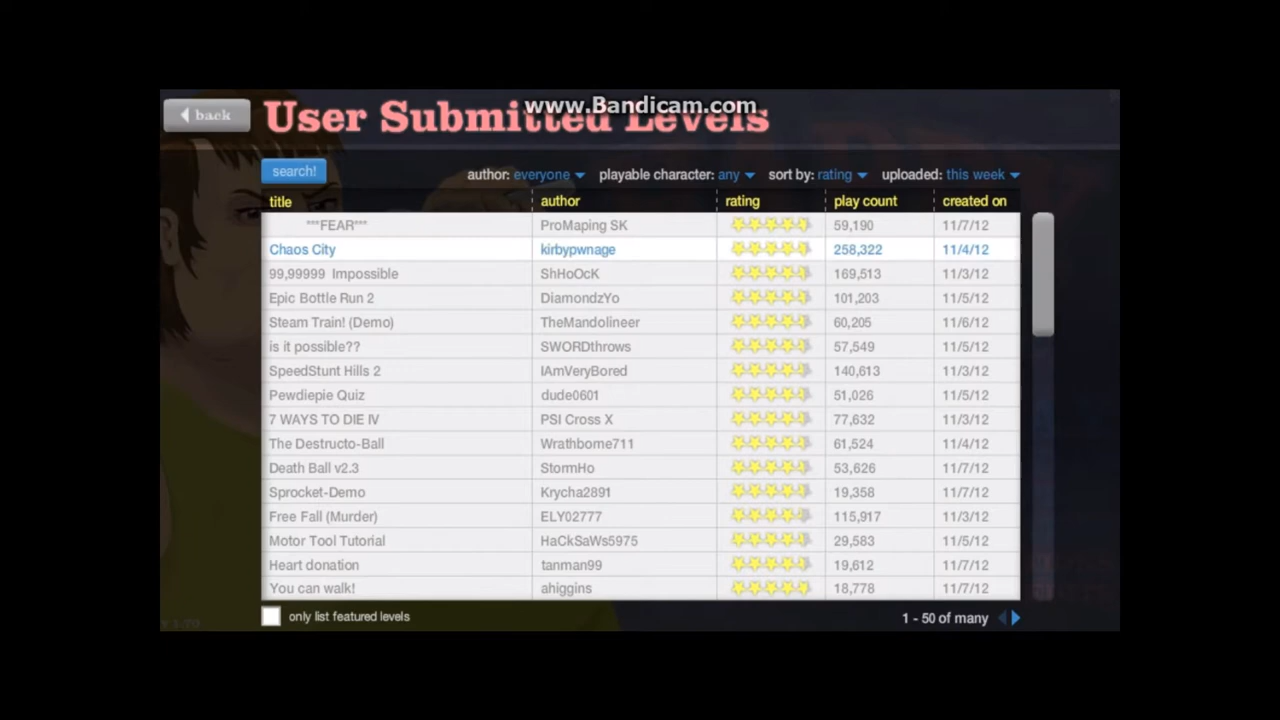 www.Bandicam.com
back
User Submitted Levels
search!
author: everyone playable character: any sort by: rating uploaded: this week
title author rating play count created on
***FEAR*** ProMaping SK 59,190 11/7/12
Chaos City kirbypwnage 258,322 11/4/12
99,99999 Impossible ShHoOcK 169,513 11/3/12
Epic Bottle Run 2 DiamondzYo 101,203 11/5/12
Steam Train! (Demo) TheMandolineer 60,205 11/6/12
is it possible?? SWORDthrows 57,549 11/5/12
SpeedStunt Hills 2 IAmVeryBored 140,613 11/3/12
Pewdiepie Quiz dude0601 51,026 11/5/12
7 WAYS TO DIE IV PSI Cross X 77,632 11/3/12
The Destructo-Ball Wrathborne711 61,524 11/4/12
Death Ball v2.3 StormHo 53,626 11/7/12
Sprocket-Demo Krycha2891 19,358 11/7/12
Free Fall (Murder) ELY02777 115,917 11/3/12
Motor Tool Tutorial HaCkSaWs5975 29,583 11/5/12
Heart donation tanman99 19,612 11/7/12
You can walk! ahiggins 18,778 11/7/12
only list featured levels 1 - 50 of many